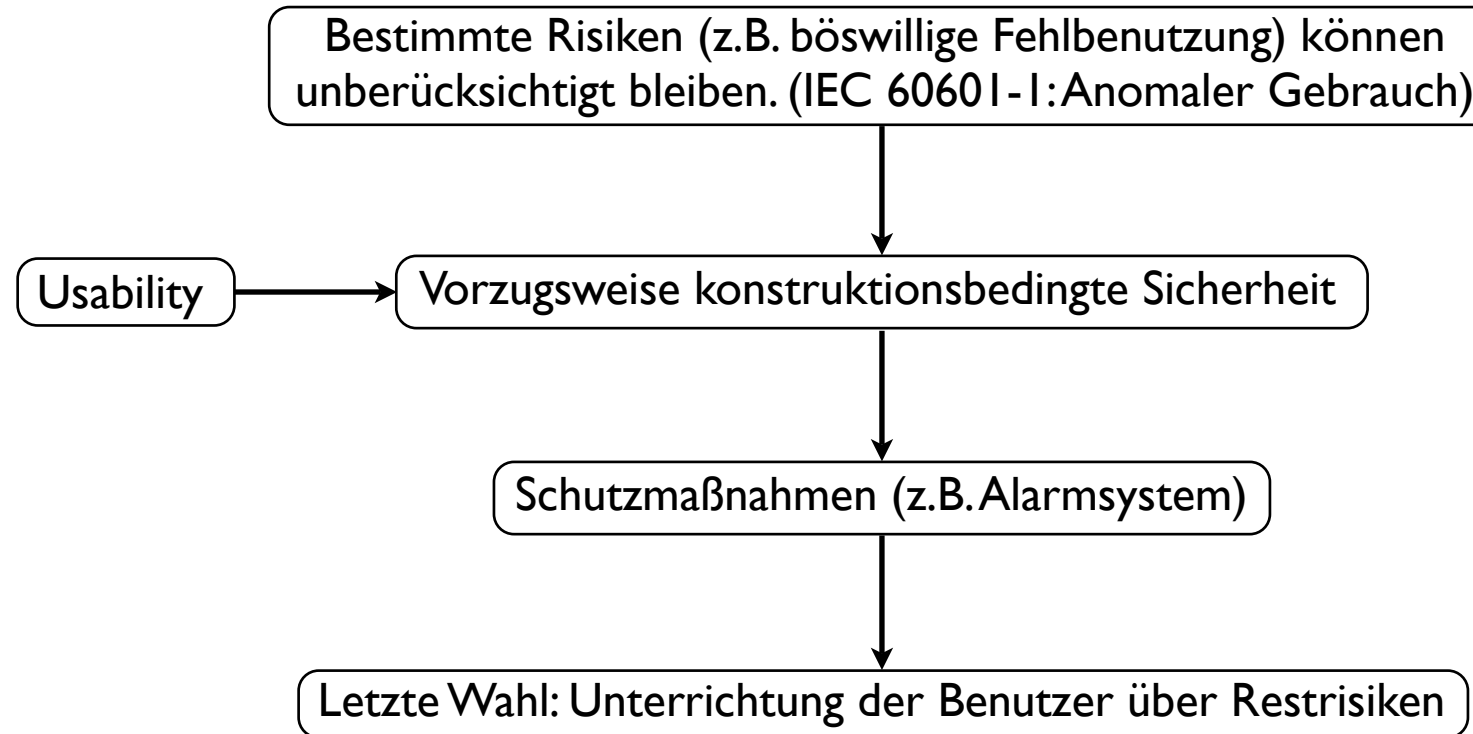 Bestimmte Risiken (z.B. böswillige Fehlbenutzung) können
unberücksichtigt bleiben. (IEC 60601-1: Anomaler Gebrauch)
Usability
Vorzugsweise konstruktionsbedingte Sicherheit
Schutzmaßnahmen (z.B. Alarmsystem)
Letzte Wahl: Unterrichtung der Benutzer über Restrisiken